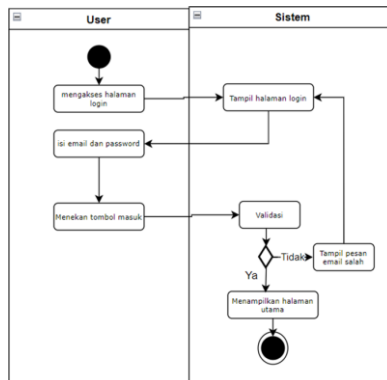 User
Sistem
mengakses halaman
login
Tampil halaman login
isi email dan password
Menekan tombol masuk
Validasi
Tidak
Tampil pesan
email salah
Ya
Menampilkan halaman
utama